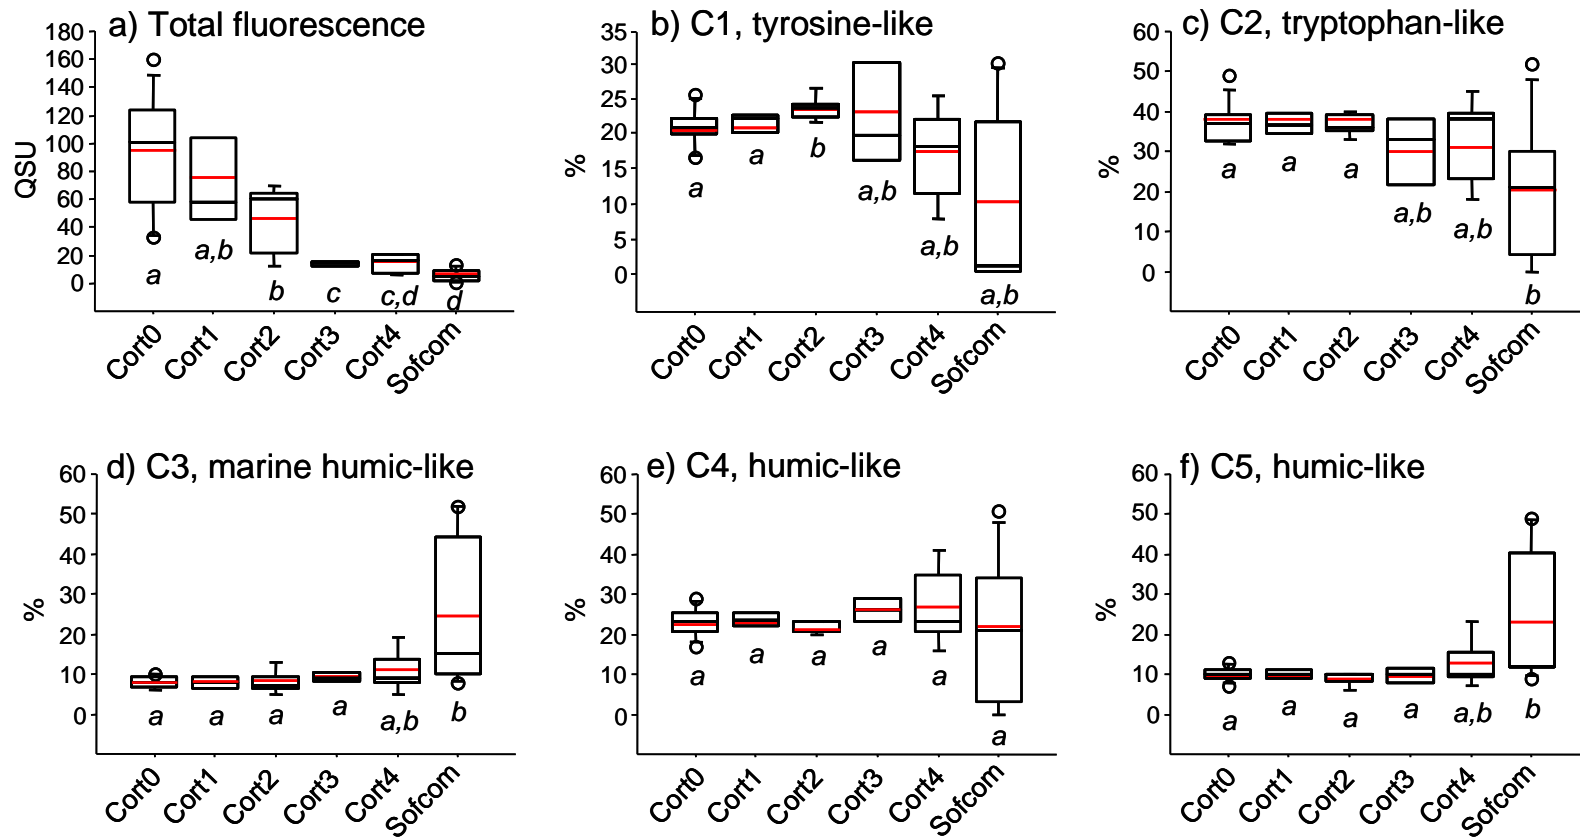 a) Total fluorescence
QSU
180
160
140
120
100
80
60
40
20
0
a
a,b
b
c
c,d
d
Cort0
Cort1
Cort2
Cort3
Cort4
Sofcom
b) C1, tyrosine-like
%
35
30
25
20
15
10
5
0
a
a
b
a,b
a,b
a,b
Cort0
Cort1
Cort2
Cort3
Cort4
Sofcom
c) C2, tryptophan-like
%
60
50
40
30
20
10
0
a
a
a
a,b
a,b
b
Cort0
Cort1
Cort2
Cort3
Cort4
Sofcom
d) C3, marine humic-like
%
60
50
40
30
20
10
0
a
a
a
a
a,b
b
Cort0
Cort1
Cort2
Cort3
Cort4
Sofcom
e) C4, humic-like
%
60
50
40
30
20
10
0
a
a
a
a
a
a
Cort0
Cort1
Cort2
Cort3
Cort4
Sofcom
f) C5, humic-like
%
60
50
40
30
20
10
0
a
a
a
a
a,b
b
Cort0
Cort1
Cort2
Cort3
Cort4
Sofcom